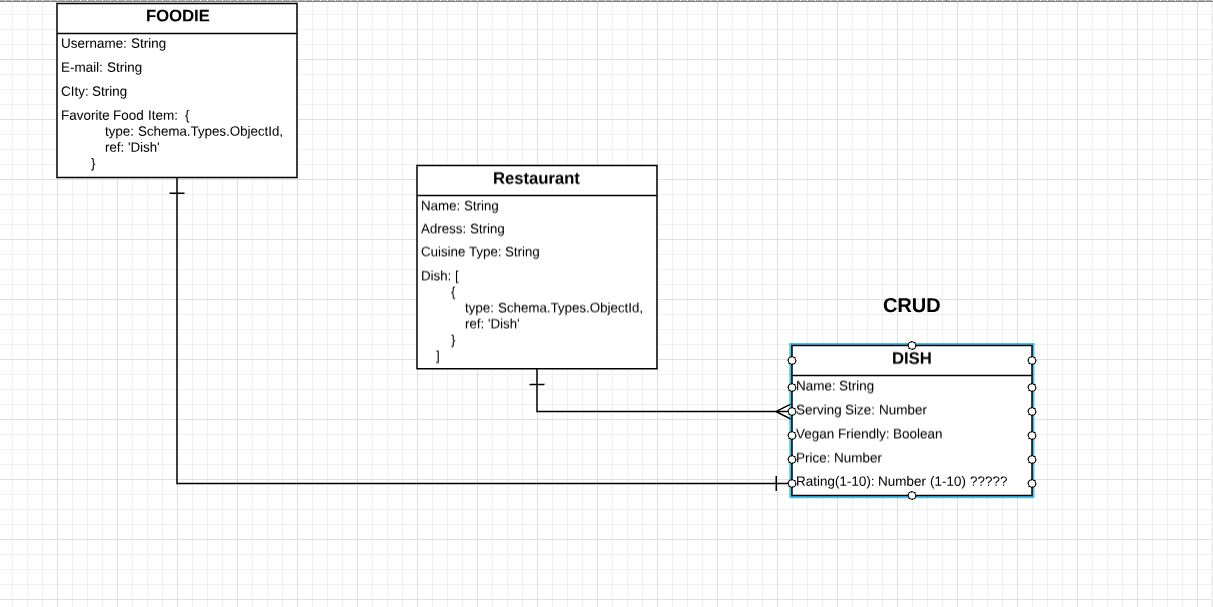 FOODIE
Username: String
E-mail: String
CIty: String
Favorite Food Item:  {
type: Schema.Types.ObjectId,
ref: 'Dish'
}
Restaurant
Name: String
Adress: String
Cuisine Type: String
Dish: [
{
type: Schema.Types.ObjectId,
ref: 'Dish'
}
]
CRUD
DISH
Name: String
Serving Size: Number
Vegan Friendly: Boolean
Price: Number
Rating(1-10): Number (1-10) ?????